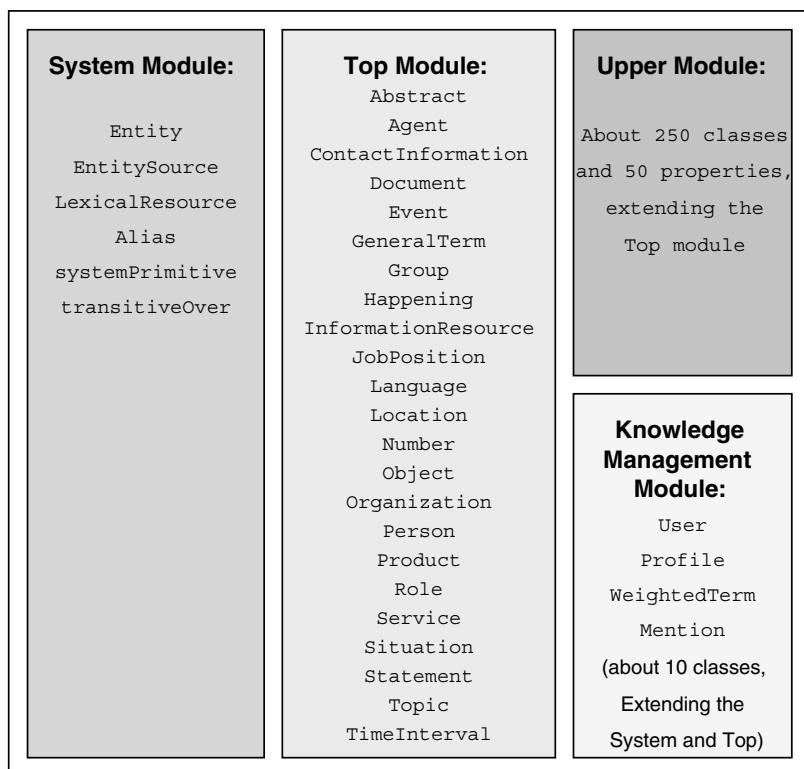 System Module:
Entity
EntitySource
LexicalResource
Alias
systemPrimitive
transitiveOver
Top Module:
Abstract
Agent
ContactInformation
Document
Event
GeneralTerm
Group
Happening
InformationResource
JobPosition
Language
Location
Number
Object
Organization
Person
Product
Role
Service
Situation
Statement
Topic
TimeInterval
Upper Module:
About 250 classes
and 50 properties,
extending the
Top module
Knowledge
Management
Module:
User
Profile
WeightedTerm
Mention
(about 10 classes,
Extending the
System and Top)